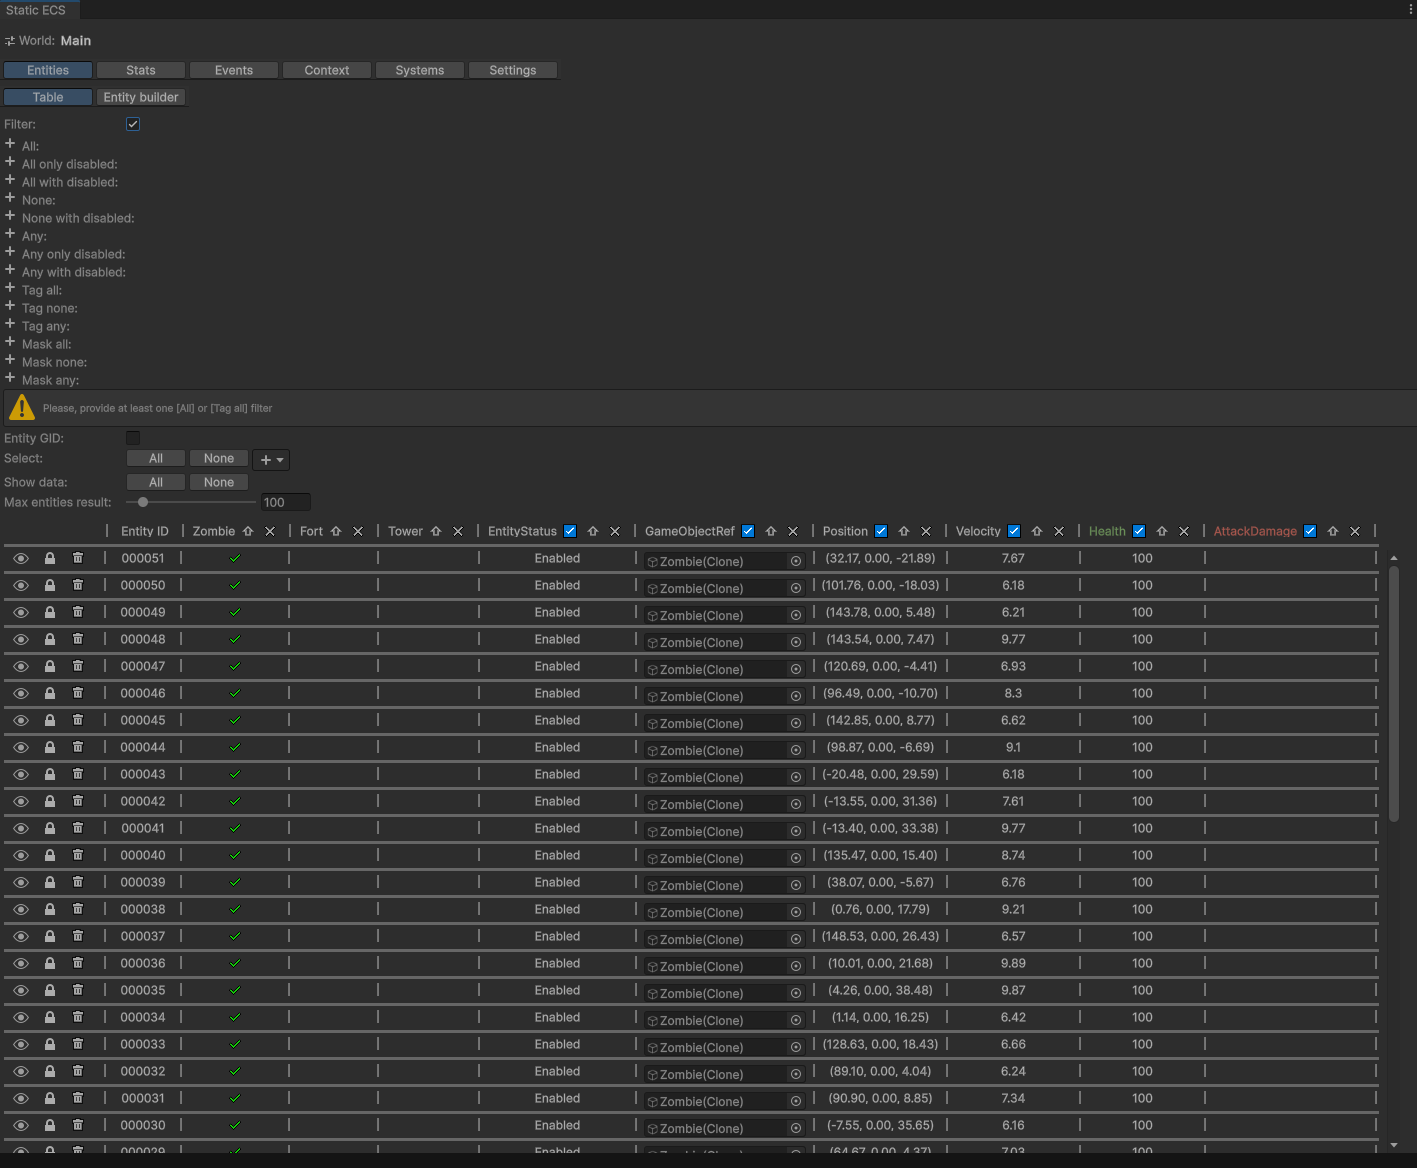 Static ECS
World: Main
Entities Stats Events Context Systems Settings
Table Entity builder
Filter:
All:
All only disabled:
All with disabled:
None:
None with disabled:
Any:
Any only disabled:
Any with disabled:
Tag all:
Tag none:
Tag any:
Mask all:
Mask none:
Mask any:
Please, provide at least one [All] or [Tag all] filter
Entity GID:
Select: All None
Show data: All None
Max entities result: 100
Entity ID Zombie Fort Tower EntityStatus GameObjectRef Position Velocity Health AttackDamage
000051 Enabled Zombie(Clone) (32.17, 0.00, -21.89) 7.67 100
000050 Enabled Zombie(Clone) (101.76, 0.00, -18.03) 6.18 100
000049 Enabled Zombie(Clone) (143.78, 0.00, 5.48) 6.21 100
000048 Enabled Zombie(Clone) (143.54, 0.00, 7.47) 9.77 100
000047 Enabled Zombie(Clone) (120.69, 0.00, -4.41) 6.93 100
000046 Enabled Zombie(Clone) (96.49, 0.00, -10.70) 8.3 100
000045 Enabled Zombie(Clone) (142.85, 0.00, 8.77) 6.62 100
000044 Enabled Zombie(Clone) (98.87, 0.00, -6.69) 9.1 100
000043 Enabled Zombie(Clone) (-20.48, 0.00, 29.59) 6.18 100
000042 Enabled Zombie(Clone) (-13.55, 0.00, 31.36) 7.61 100
000041 Enabled Zombie(Clone) (-13.40, 0.00, 33.38) 9.77 100
000040 Enabled Zombie(Clone) (135.47, 0.00, 15.40) 8.74 100
000039 Enabled Zombie(Clone) (38.07, 0.00, -5.67) 6.76 100
000038 Enabled Zombie(Clone) (0.76, 0.00, 17.79) 9.21 100
000037 Enabled Zombie(Clone) (148.53, 0.00, 26.43) 6.57 100
000036 Enabled Zombie(Clone) (10.01, 0.00, 21.68) 9.89 100
000035 Enabled Zombie(Clone) (4.26, 0.00, 38.48) 9.87 100
000034 Enabled Zombie(Clone) (1.14, 0.00, 16.25) 6.42 100
000033 Enabled Zombie(Clone) (128.63, 0.00, 18.43) 6.66 100
000032 Enabled Zombie(Clone) (89.10, 0.00, 4.04) 6.24 100
000031 Enabled Zombie(Clone) (90.90, 0.00, 8.85) 7.34 100
000030 Enabled Zombie(Clone) (-7.55, 0.00, 35.65) 6.16 100
000029 Enabled (64.67, 0.00, 4.37) 7.03 100